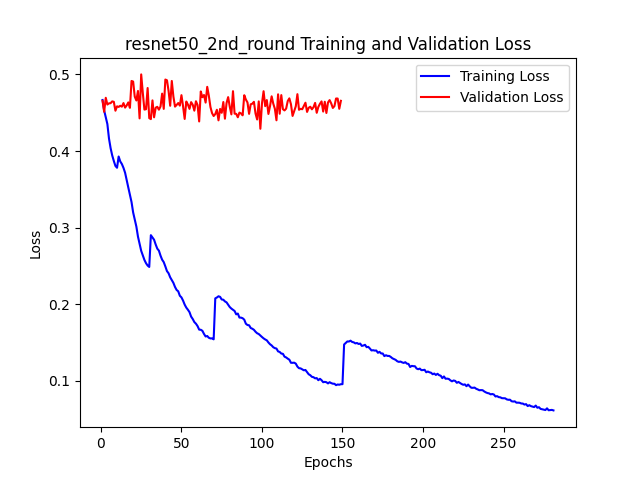 resnet50_2nd_round Training and Validation Loss
Training Loss
Validation Loss
Loss
0.5
0.4
0.3
0.2
0.1
0 50 100 150 200 250
Epochs